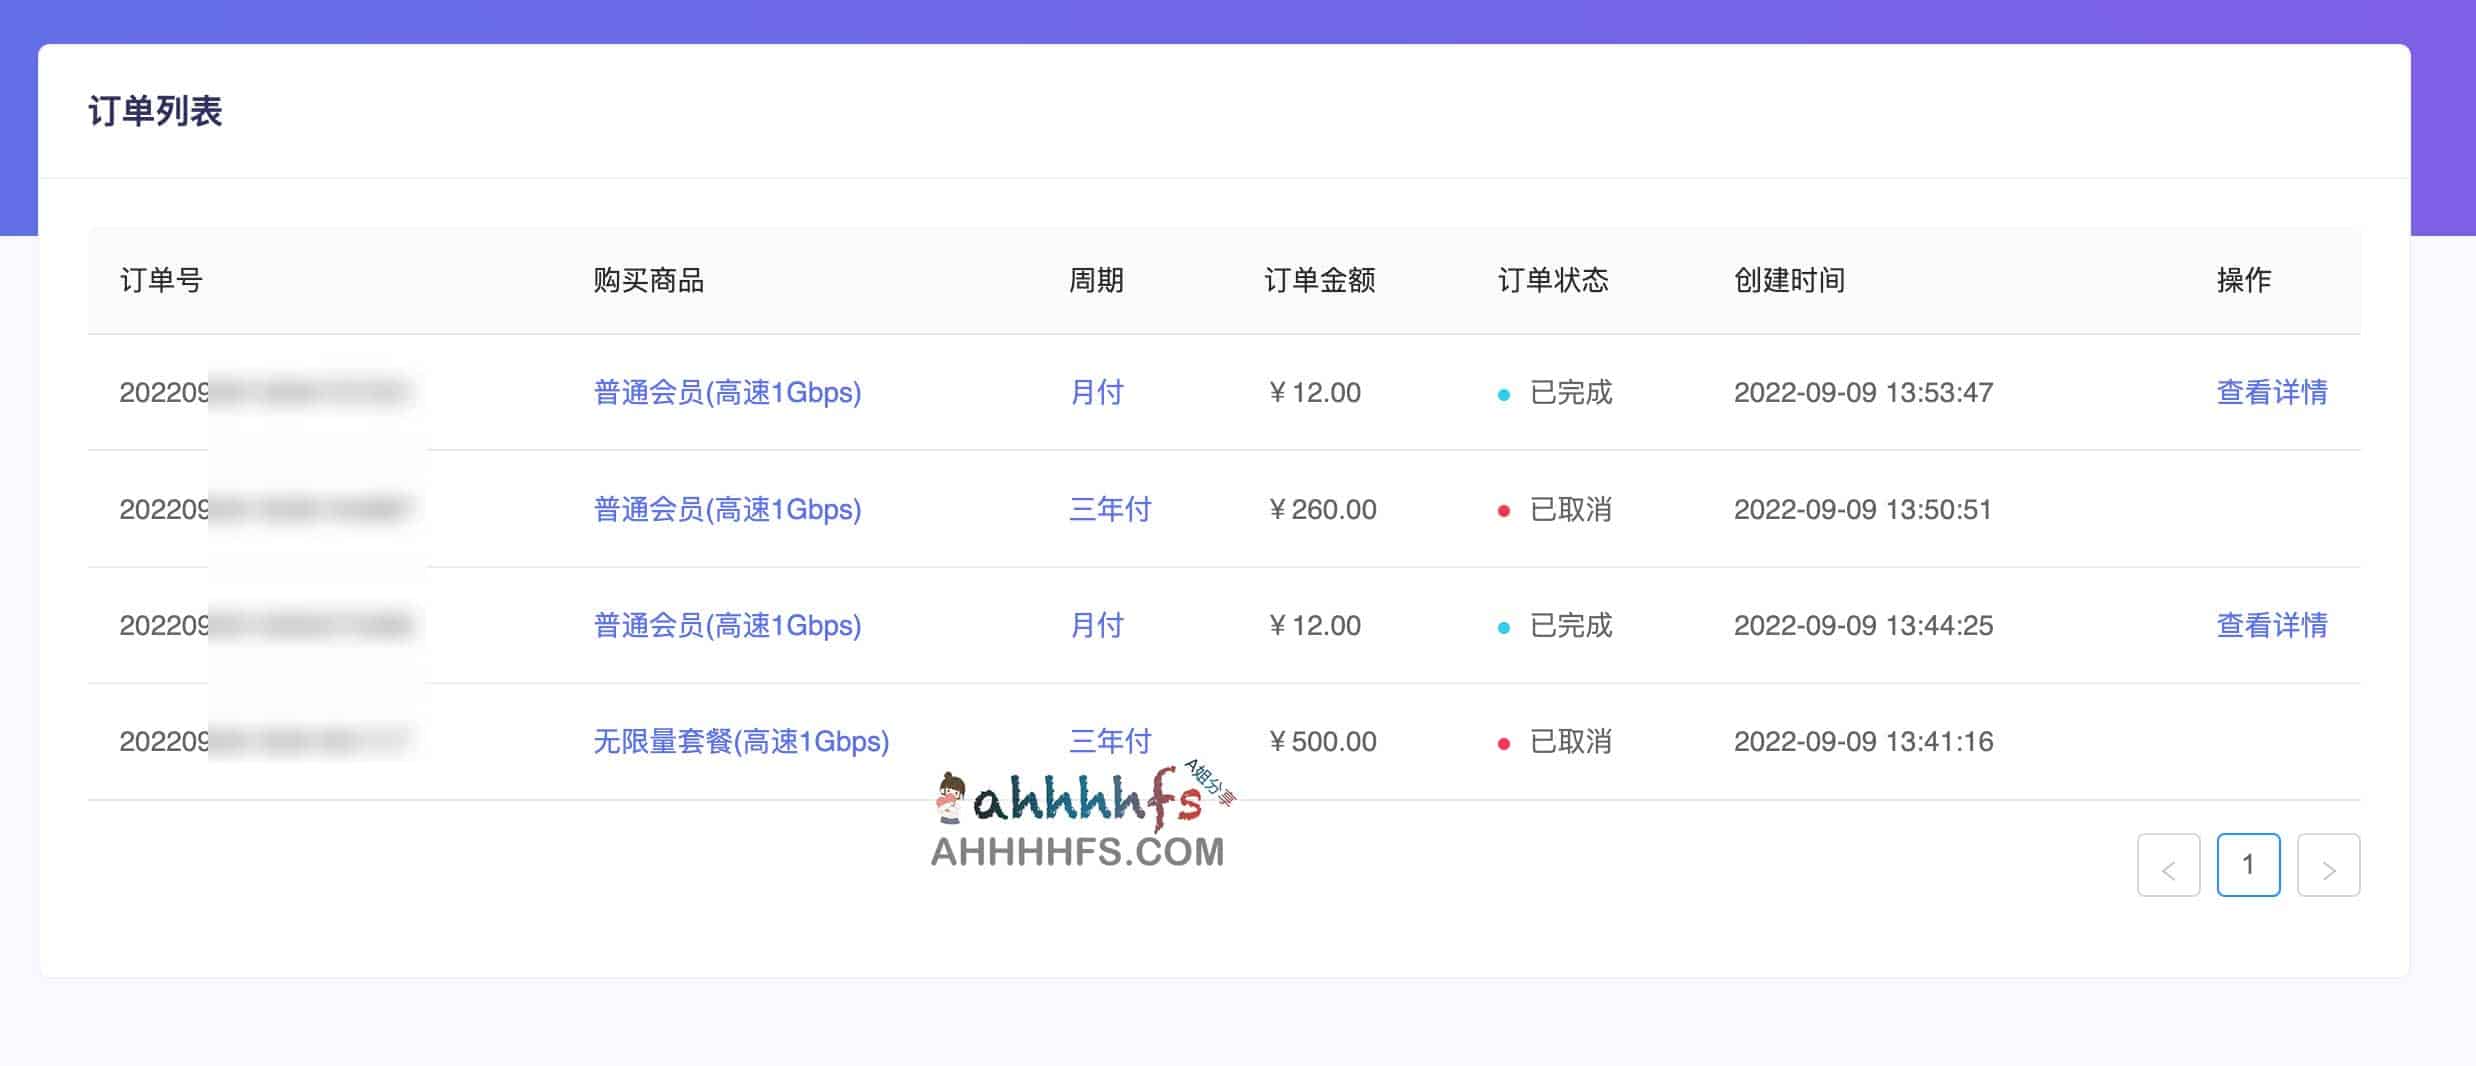 订单列表
订单号 购买商品 周期 订单金额 订单状态 创建时间 操作
202209 普通会员(高速1Gbps) 月付 ¥12.00 已完成 2022-09-09 13:53:47 查看详情
202209 普通会员(高速1Gbps) 三年付 ¥260.00 已取消 2022-09-09 13:50:51
202209 普通会员(高速1Gbps) 月付 ¥12.00 已完成 2022-09-09 13:44:25 查看详情
202209 无限量套餐(高速1Gbps) 三年付 ¥500.00 已取消 2022-09-09 13:41:16
ahhhhfs A姐分享
AHHHHFS.COM
< 1 >